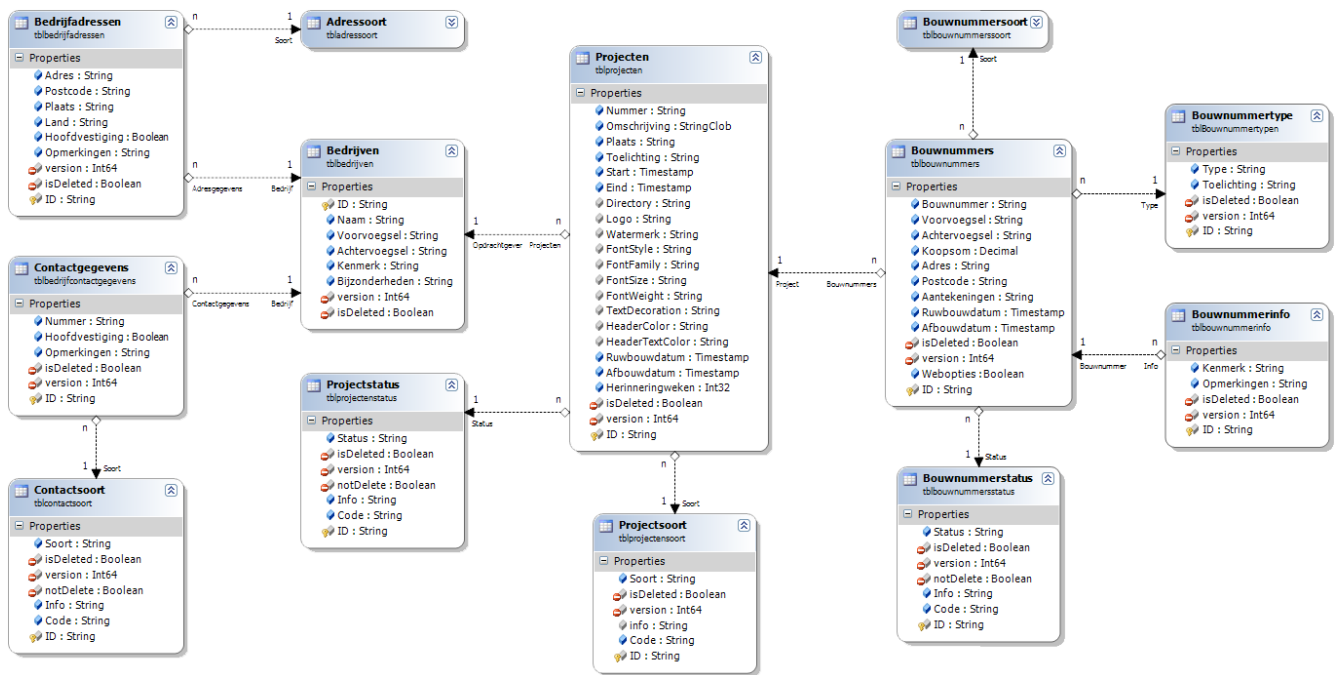 Bedrijfadressen
tblbedrijfadressen
Properties
Adres : String
Postcode : String
Plaats : String
Land : String
Hoofdvestiging : Boolean
Opmerkingen : String
version : Int64
isDeleted : Boolean
ID : String
n
1
Soort
Adressoort
tbladressoort
n
1
Adresgegevens
Bedrijf
Bedrijven
tblbedrijven
Properties
ID : String
Naam : String
Voorvoegsel : String
Achtervoegsel : String
Kenmerk : String
Bijzonderheden : String
version : Int64
isDeleted : Boolean
Contactgegevens
tblbedrijfcontactgegevens
Properties
Nummer : String
Hoofdvestiging : Boolean
Opmerkingen : String
isDeleted : Boolean
version : Int64
ID : String
n
1
Contactgegevens
Bedrijf
n
1
Soort
Contactsoort
tblcontactsoort
Properties
Soort : String
isDeleted : Boolean
version : Int64
notDelete : Boolean
Info : String
Code : String
ID : String
Projectstatus
tblprojectenstatus
Properties
Status : String
isDeleted : Boolean
version : Int64
notDelete : Boolean
Info : String
Code : String
ID : String
1
n
Opdrachtgever
Projecten
1
n
Status
Projecten
tblprojecten
Properties
Nummer : String
Omschrijving : StringClob
Plaats : String
Toelichting : String
Start : Timestamp
Eind : Timestamp
Directory : String
Logo : String
Watermerk : String
FontStyle : String
FontFamily : String
FontSize : String
FontWeight : String
TextDecoration : String
HeaderColor : String
HeaderTextColor : String
Ruwbouwdatum : Timestamp
Afbouwdatum : Timestamp
Herinneringweken : Int32
isDeleted : Boolean
version : Int64
ID : String
n
1
Soort
Projectsoort
tblprojectensoort
Properties
Soort : String
isDeleted : Boolean
version : Int64
info : String
Code : String
ID : String
1
n
Project
Bouwnummers
Bouwnummersoort
tblbouwnummerssoort
1
Soort
n
Bouwnummers
tblbouwnummers
Properties
Bouwnummer : String
Voorvoegsel : String
Achtervoegsel : String
Koopsom : Decimal
Adres : String
Postcode : String
Aantekeningen : String
Ruwbouwdatum : Timestamp
Afbouwdatum : Timestamp
isDeleted : Boolean
version : Int64
Webopties : Boolean
ID : String
n
1
Status
Bouwnummerstatus
tblbouwnummersstatus
Properties
Status : String
isDeleted : Boolean
version : Int64
notDelete : Boolean
Info : String
Code : String
ID : String
n
1
Type
Bouwnummertype
tblBouwnummertypen
Properties
Type : String
Toelichting : String
isDeleted : Boolean
version : Int64
ID : String
1
n
Bouwnummer
Info
Bouwnummerinfo
tblbouwnummerinfo
Properties
Kenmerk : String
Opmerkingen : String
isDeleted : Boolean
version : Int64
ID : String